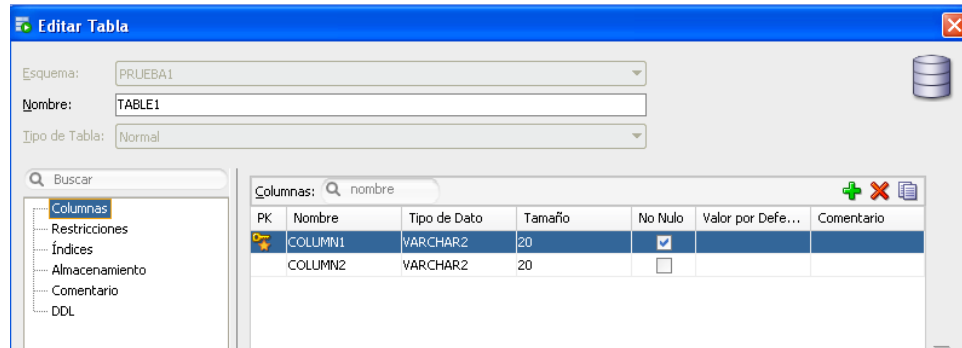 Editar Tabla
Esquema: PRUEBA1
Nombre: TABLE1
Tipo de Tabla: Normal
Buscar
Columnas
Restricciones
Índices
Almacenamiento
Comentario
DDL
Columnas: nombre
PK Nombre Tipo de Dato Tamaño No Nulo Valor por Defe... Comentario
COLUMN1 VARCHAR2 20
COLUMN2 VARCHAR2 20